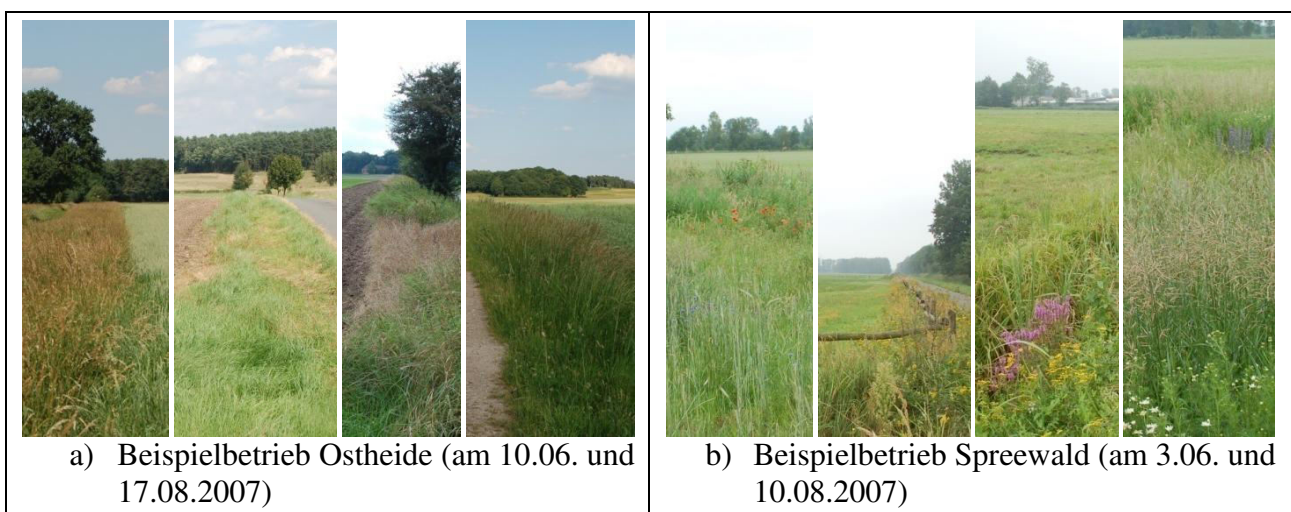 a) Beispielbetrieb Ostheide (am 10.06. und
17.08.2007)
b) Beispielbetrieb Spreewald (am 3.06. und
10.08.2007)